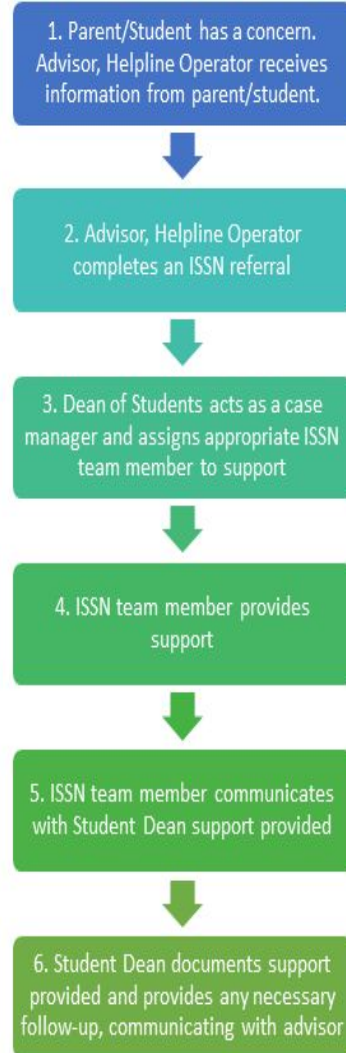 1. Parent/Student has a concern.
Advisor, Helpline Operator receives
information from parent/student.
2. Advisor, Helpline Operator
completes an ISSN referral
3. Dean of Students acts as a case
manager and assigns appropriate ISSN
team member to support
4. ISSN team member provides
support
5. ISSN team member communicates
with Student Dean support provided
6. Student Dean documents support
provided and provides any necessary
follow-up, communicating with advisor